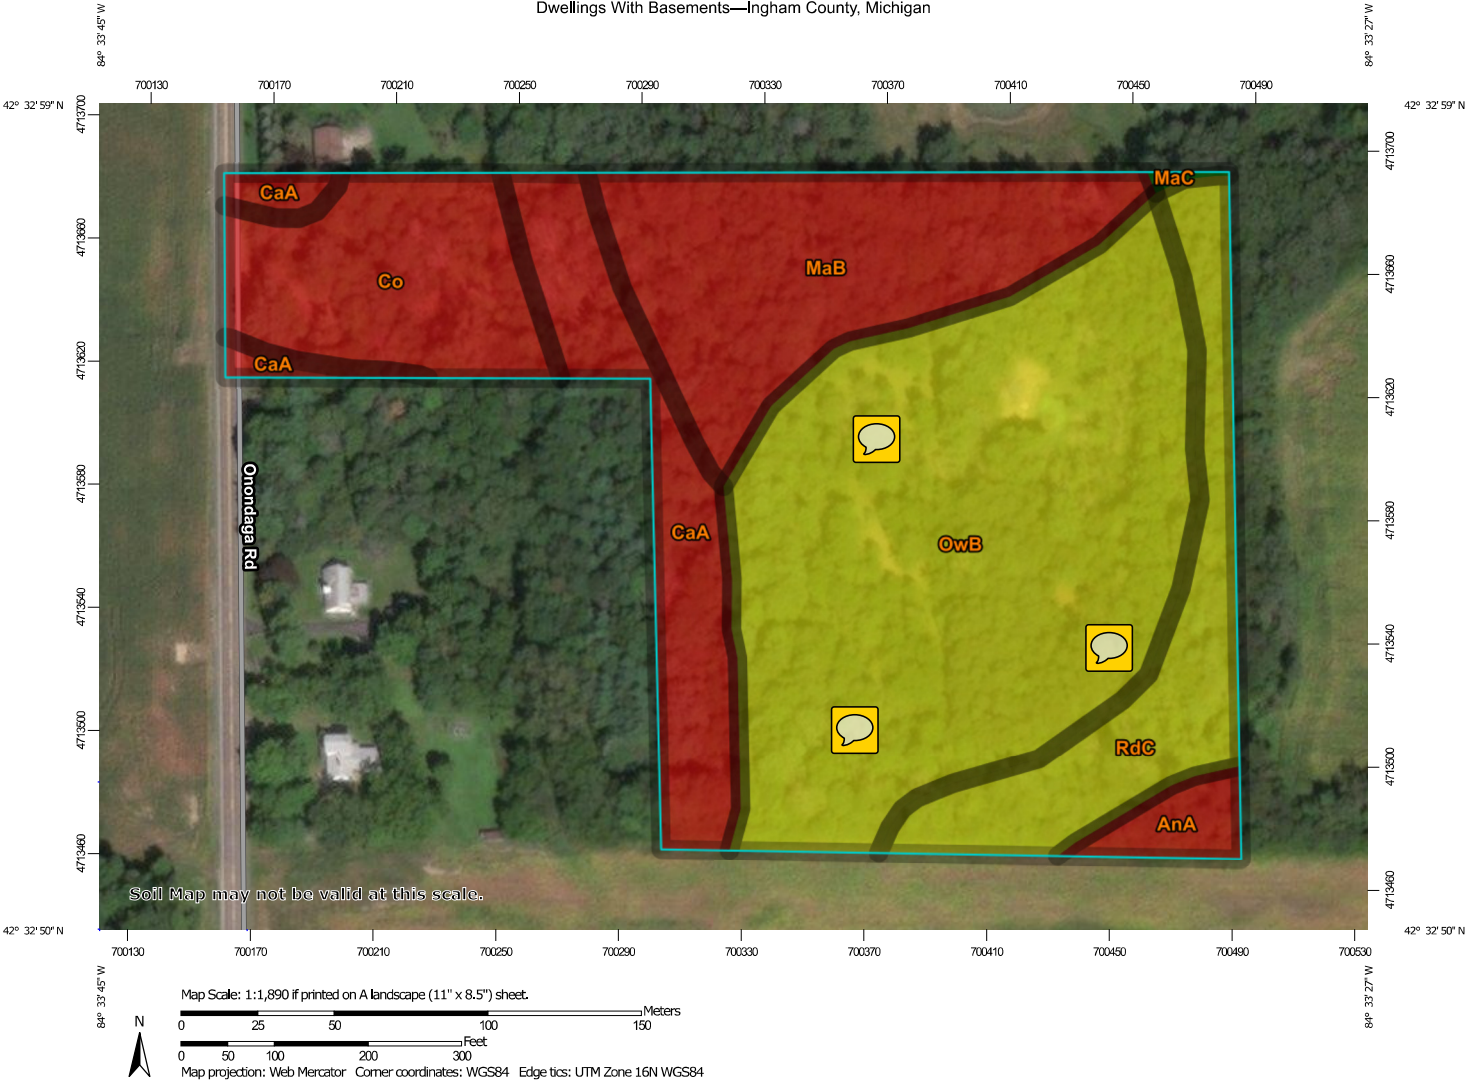 Dwellings With Basements—Ingham County, Michigan
84° 33' 45" W
84° 33' 27" W
700130 700170 700210 700250 700290 700330 700370 700410 700450 700490
42° 32' 59" N
42° 32' 59" N
4713700
4713700
MaC
CaA
4713660
4713660
MaB
Co
4713620
CaA
4713620
4713580
4713580
Onondaga Rd
CaA
OwB
4713540
4713540
4713500
4713500
RdC
AnA
4713460
4713460
Soil Map may not be valid at this scale.
42° 32' 50" N
42° 32' 50" N
700130 700170 700210 700250 700290 700330 700370 700410 700450 700490 700530
84° 33' 45" W
84° 33' 27" W
Map Scale: 1:1,890 if printed on A landscape (11" x 8.5") sheet.
Meters
0 25 50 100 150
N
Feet
0 50 100 200 300
Map projection: Web Mercator Corner coordinates: WGS84 Edge tics: UTM Zone 16N WGS84